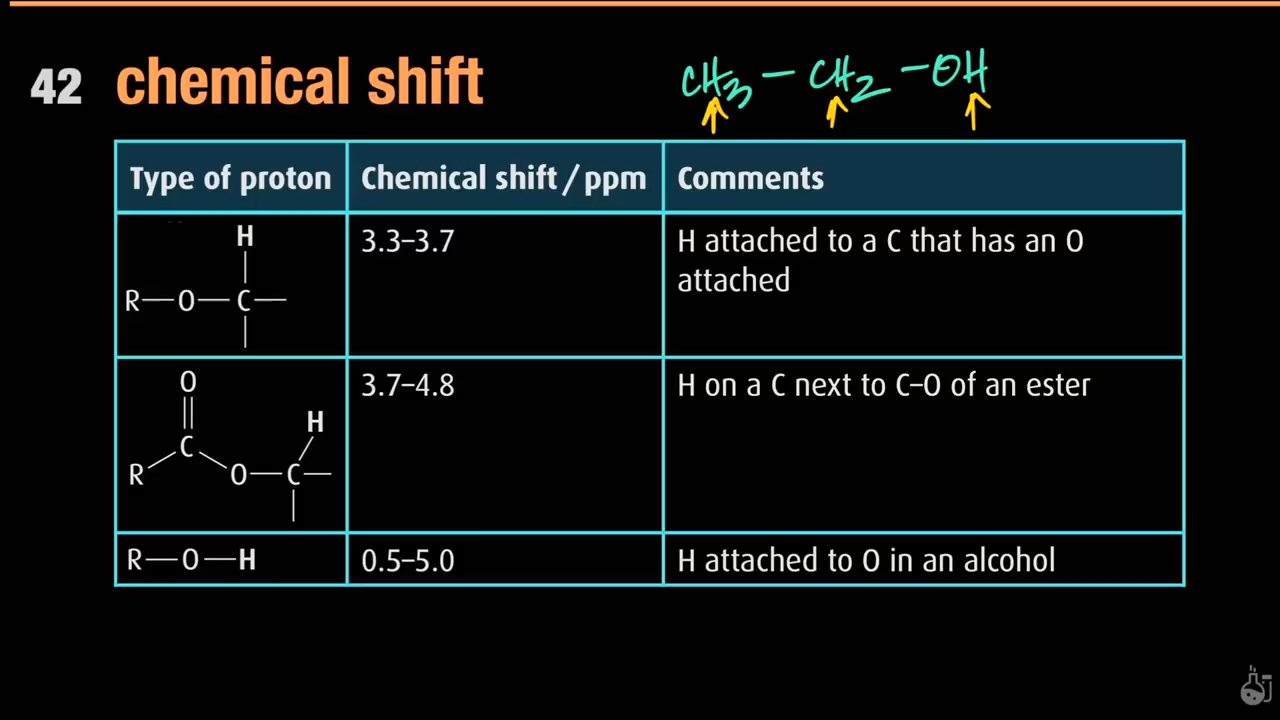 42 chemical shift
CH3 – CH2 – OH
Type of proton
Chemical shift / ppm
Comments
H
R—O—C—
3.3–3.7
H attached to a C that has an O
attached
O
C
H
R
O—C—
3.7–4.8
H on a C next to C–O of an ester
R—O—H
0.5–5.0
H attached to O in an alcohol